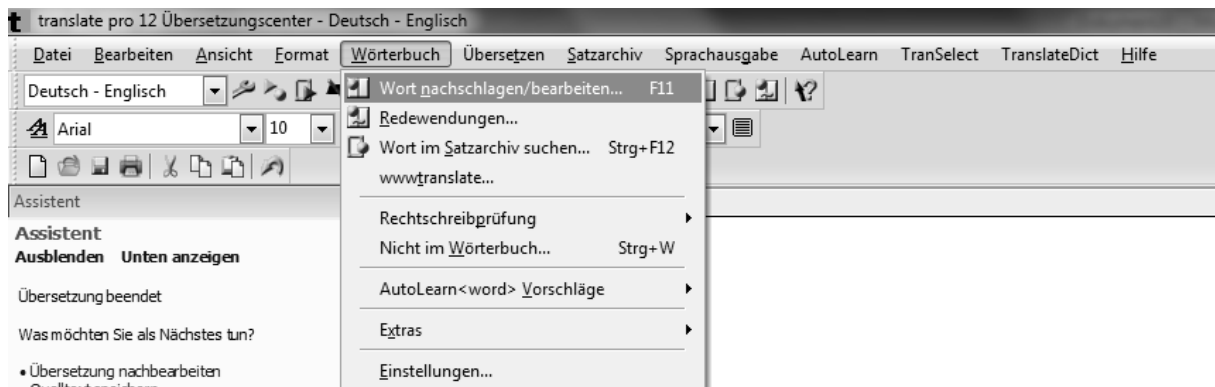 t translate pro 12 Übersetzungscenter - Deutsch - Englisch
Datei Bearbeiten Ansicht Format Wörterbuch Übersetzen Satzarchiv Sprachausgabe AutoLearn TranSelect TranslateDict Hilfe
Deutsch - Englisch
Arial 10
Wort nachschlagen/bearbeiten... F11
Redewendungen...
Wort im Satzarchiv suchen... Strg+F12
wwwtranslate...
Rechtschreibprüfung
Nicht im Wörterbuch... Strg+W
AutoLearn<word> Vorschläge
Extras
Einstellungen...
Assistent
Assistent
Ausblenden Unten anzeigen
Übersetzung beendet
Was möchten Sie als Nächstes tun?
• Übersetzung nachbearbeiten